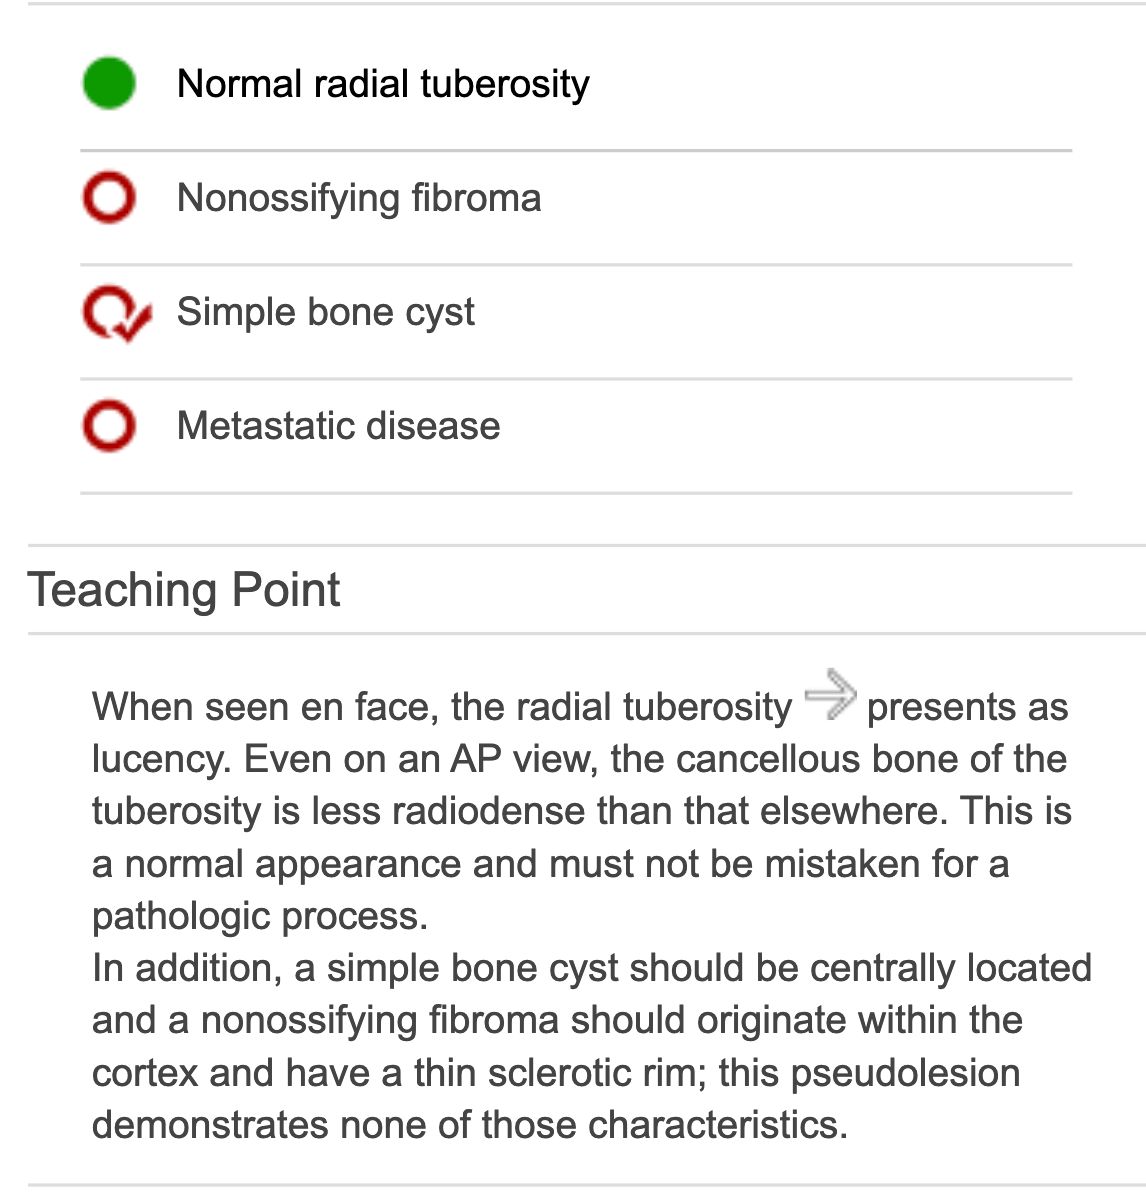 Normal radial tuberosity
Nonossifying fibroma
Simple bone cyst
Metastatic disease
Teaching Point
When seen en face, the radial tuberosity presents as
lucency. Even on an AP view, the cancellous bone of the
tuberosity is less radiodense than that elsewhere. This is
a normal appearance and must not be mistaken for a
pathologic process.
In addition, a simple bone cyst should be centrally located
and a nonossifying fibroma should originate within the
cortex and have a thin sclerotic rim; this pseudolesion
demonstrates none of those characteristics.